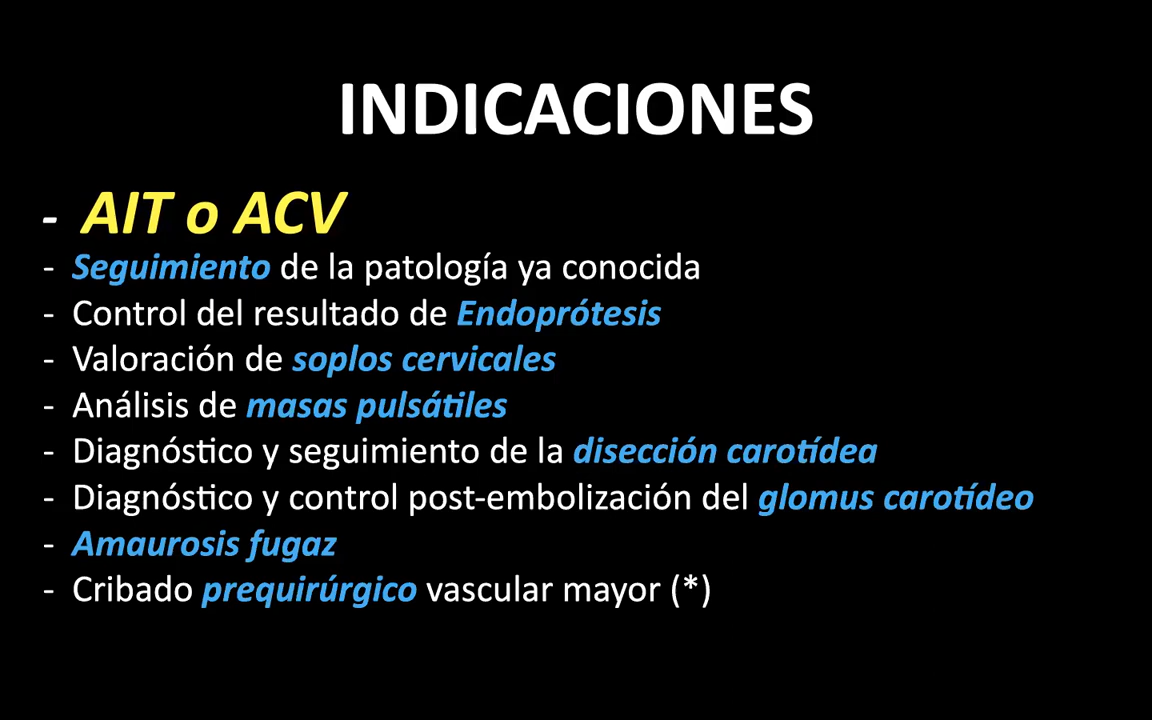 INDICACIONES
- AIT o ACV
- Seguimiento de la patología ya conocida
- Control del resultado de Endoprótesis
- Valoración de soplos cervicales
- Análisis de masas pulsátiles
- Diagnóstico y seguimiento de la disección carotídea
- Diagnóstico y control post-embolización del glomus carotídeo
- Amaurosis fugaz
- Cribado prequirúrgico vascular mayor (*)